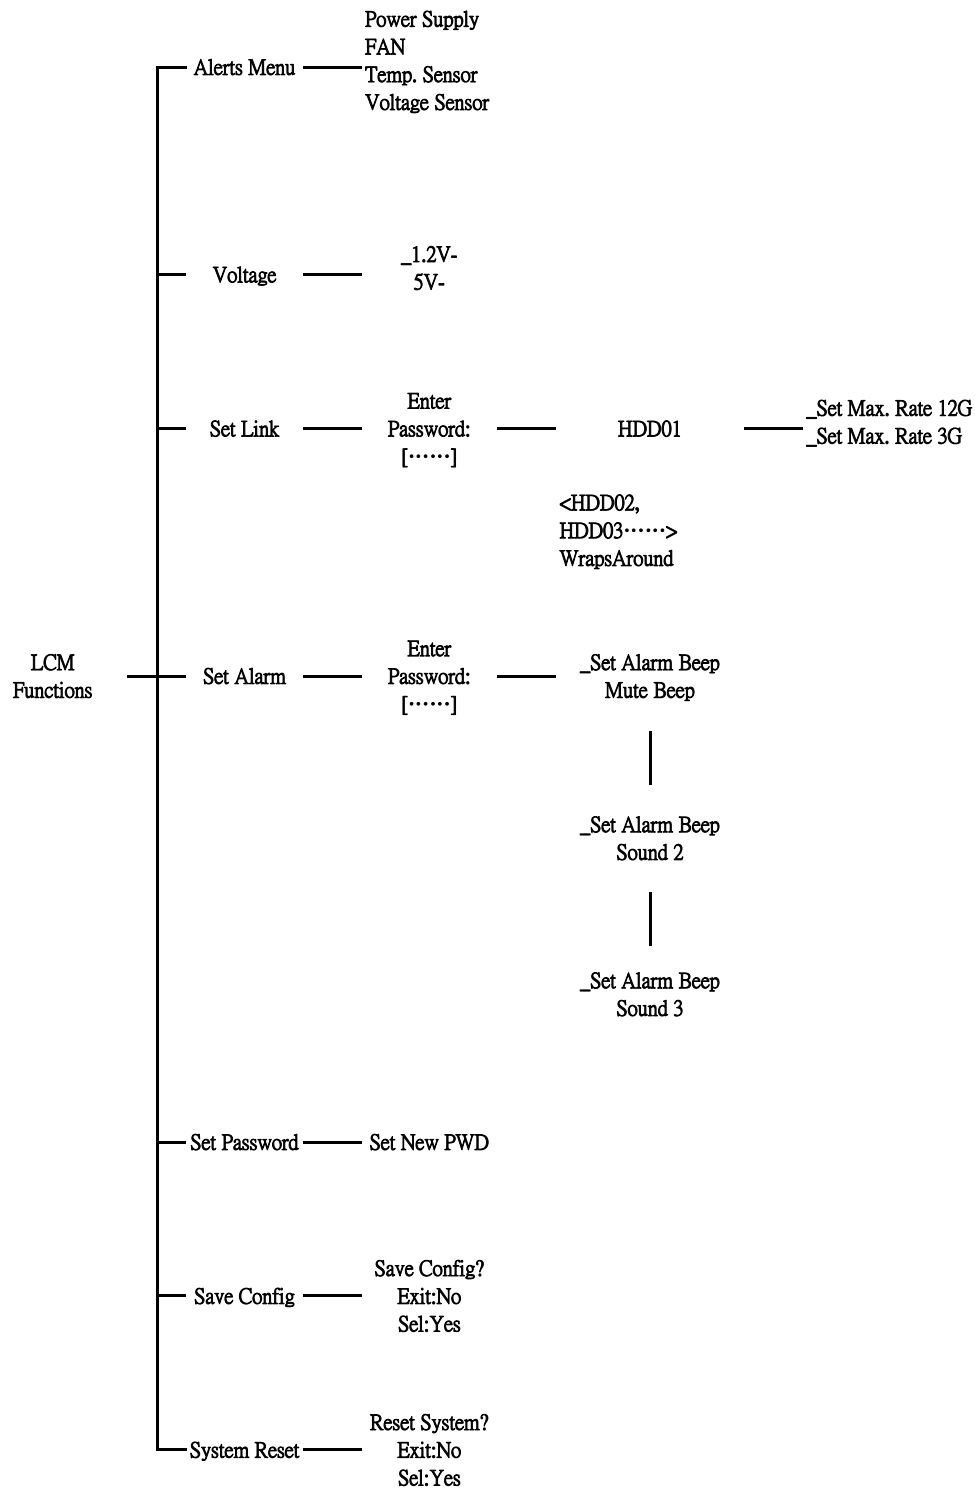 Power Supply
FAN
Alerts Menu
Temp. Sensor
Voltage Sensor
Voltage
_1.2V-
5V-
Set Link
Enter
Password:
[······]
HDD01
_Set Max. Rate 12G
_Set Max. Rate 3G
<HDD02,
HDD03······>
WrapsAround
LCM
Functions
Set Alarm
Enter
Password:
[······]
_Set Alarm Beep
Mute Beep
_Set Alarm Beep
Sound 2
_Set Alarm Beep
Sound 3
Set Password
Set New PWD
Save Config
Save Config?
Exit:No
Sel:Yes
System Reset
Reset System?
Exit:No
Sel:Yes